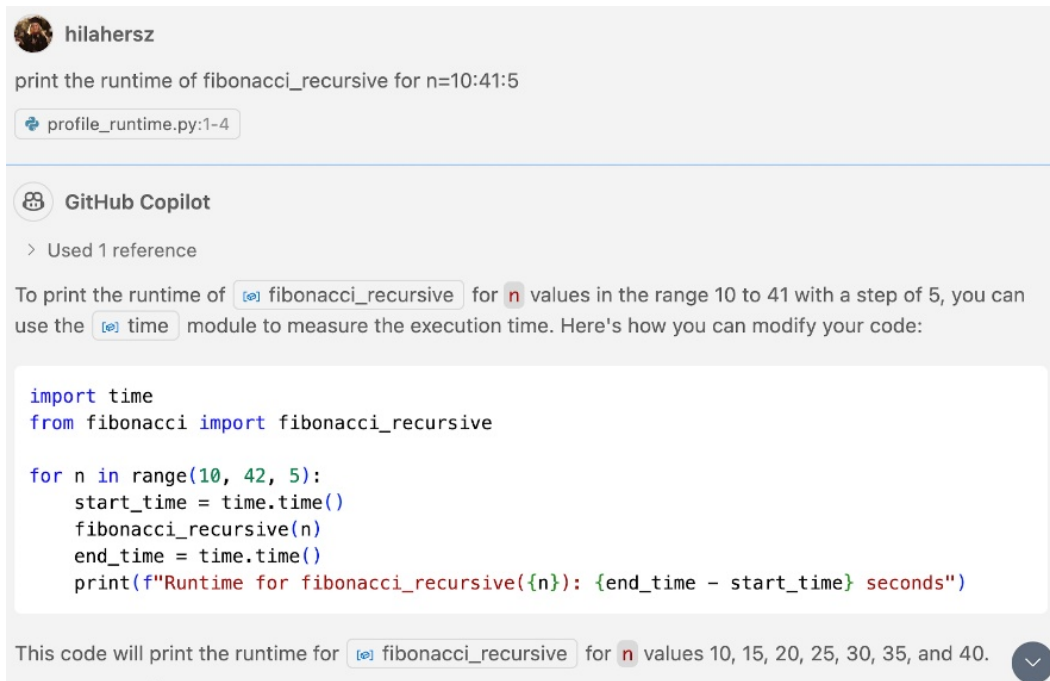 hilahersz
print the runtime of fibonacci_recursive for n=10:41:5
profile_runtime.py:1-4
GitHub Copilot
Used 1 reference
To print the runtime of fibonacci_recursive for n values in the range 10 to 41 with a step of 5, you can
use the time module to measure the execution time. Here's how you can modify your code:
import time
from fibonacci import fibonacci_recursive
for n in range(10, 42, 5):
    start_time = time.time()
    fibonacci_recursive(n)
    end_time = time.time()
    print(f"Runtime for fibonacci_recursive({n}): {end_time - start_time} seconds")
This code will print the runtime for fibonacci_recursive for n values 10, 15, 20, 25, 30, 35, and 40.